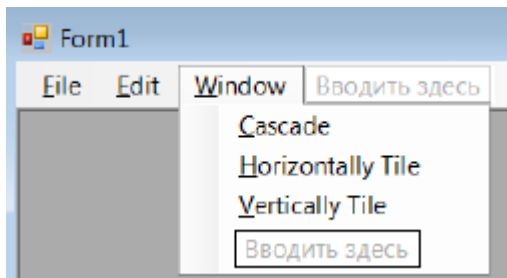 Form1
File Edit Window Вводить здесь
Cascade
Horizontally Tile
Vertically Tile
Вводить здесь